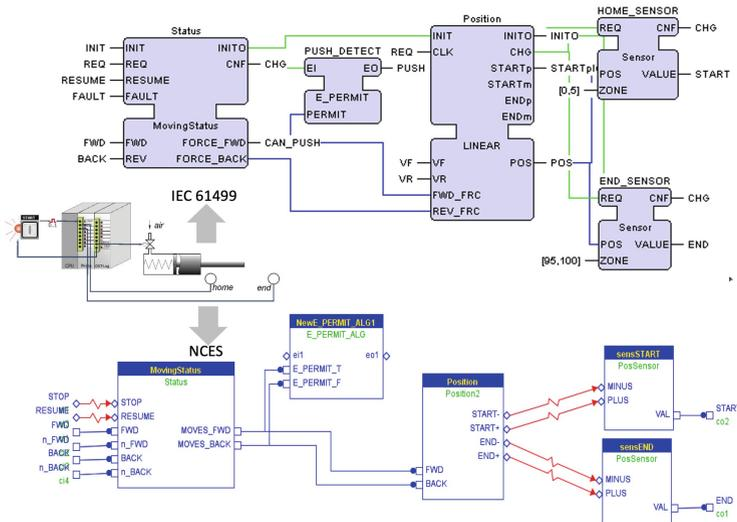 Status
INIT INIT INITO
REQ REQ CNF CHG
RESUME RESUME
FAULT FAULT
MovingStatus
FWD FWD FORCE_FWD CAN_PUSH
BACK REV FORCE_BACK
PUSH_DETECT
EI EO PUSH
E_PERMIT
PERMIT
Position
INIT INITO INITO
REQ CLK CHG
STARTp STARTpl
STARTm
ENDp
ENDm
LINEAR
VF VF POS POS
VR VR
FWD_FRC
REV_FRC
HOME_SENSOR
REQ CNF CHG
Sensor
POS VALUE START
[0,5] ZONE
END_SENSOR
REQ CNF CHG
Sensor
POS VALUE END
[95,100] ZONE
IEC 61499
START
air
CPU
home
end
NCES
MovingStatus
Status
STOP STOP
RESUME RESUME
FWD FWD MOVES_FWD
n_FWD n_FWD MOVES_BACK
BACK BACK
n_BACK n_BACK
ci4
NewE_PERMIT_ALG1
E_PERMIT_ALG
ei1 eo1
E_PERMIT_T
E_PERMIT_F
Position
Position2
START-
START+
END-
END+
FWD
BACK
sensSTART
PosSensor
MINUS
PLUS
VAL STAR
co2
sensEND
PosSensor
MINUS
PLUS
VAL END
co1